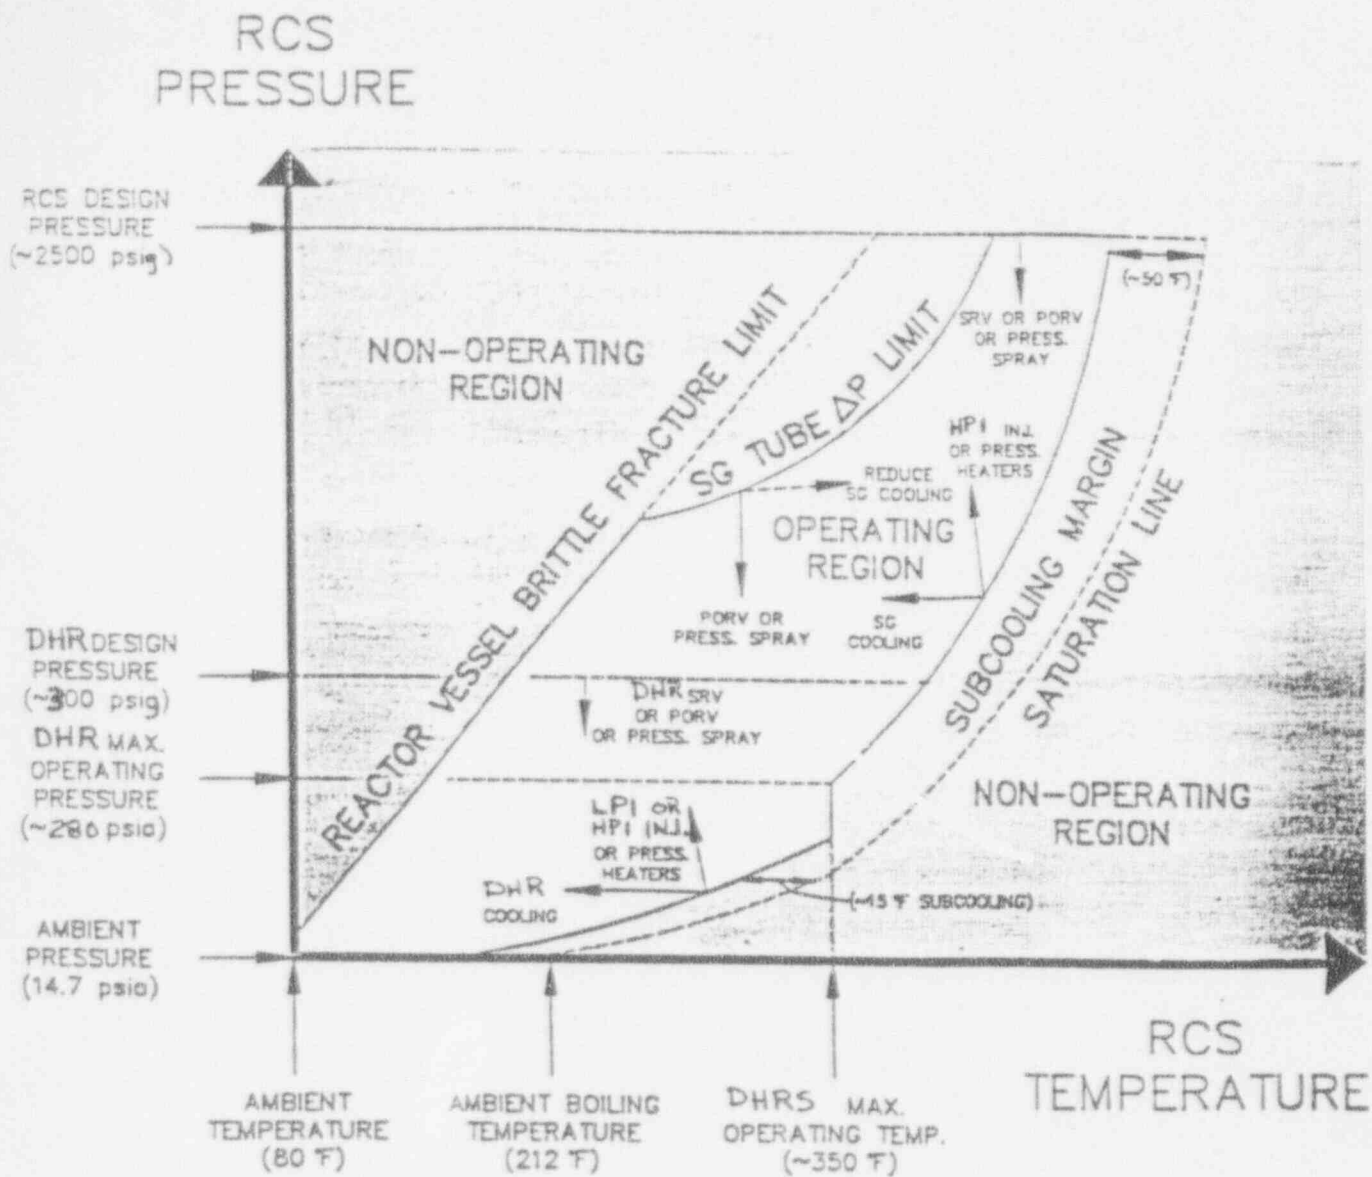 RCS
PRESSURE
RCS DESIGN
PRESSURE
(~2500 psig)
(~50 °F)
SRV OR PORV
OR PRESS.
SPRAY
NON-OPERATING
REGION
REACTOR VESSEL BRITTLE FRACTURE LIMIT
SG TUBE ΔP LIMIT
HPI INJ.
OR PRESS.
HEATERS
REDUCE
SG COOLING
OPERATING
REGION
PORV OR
PRESS. SPRAY
SG
COOLING
SUBCOOLING MARGIN
SATURATION LINE
DHR DESIGN
PRESSURE
(~300 psig)
DHR SRV
OR PORV
OR PRESS. SPRAY
DHR MAX.
OPERATING
PRESSURE
(~286 psia)
LPI OR
HPI INJ.
OR PRESS.
HEATERS
DHR
COOLING
NON-OPERATING
REGION
(~45 °F SUBCOOLING)
AMBIENT
PRESSURE
(14.7 psia)
RCS
TEMPERATURE
AMBIENT
TEMPERATURE
(80 °F)
AMBIENT BOILING
TEMPERATURE
(212 °F)
DHRS MAX.
OPERATING TEMP.
(~350 °F)